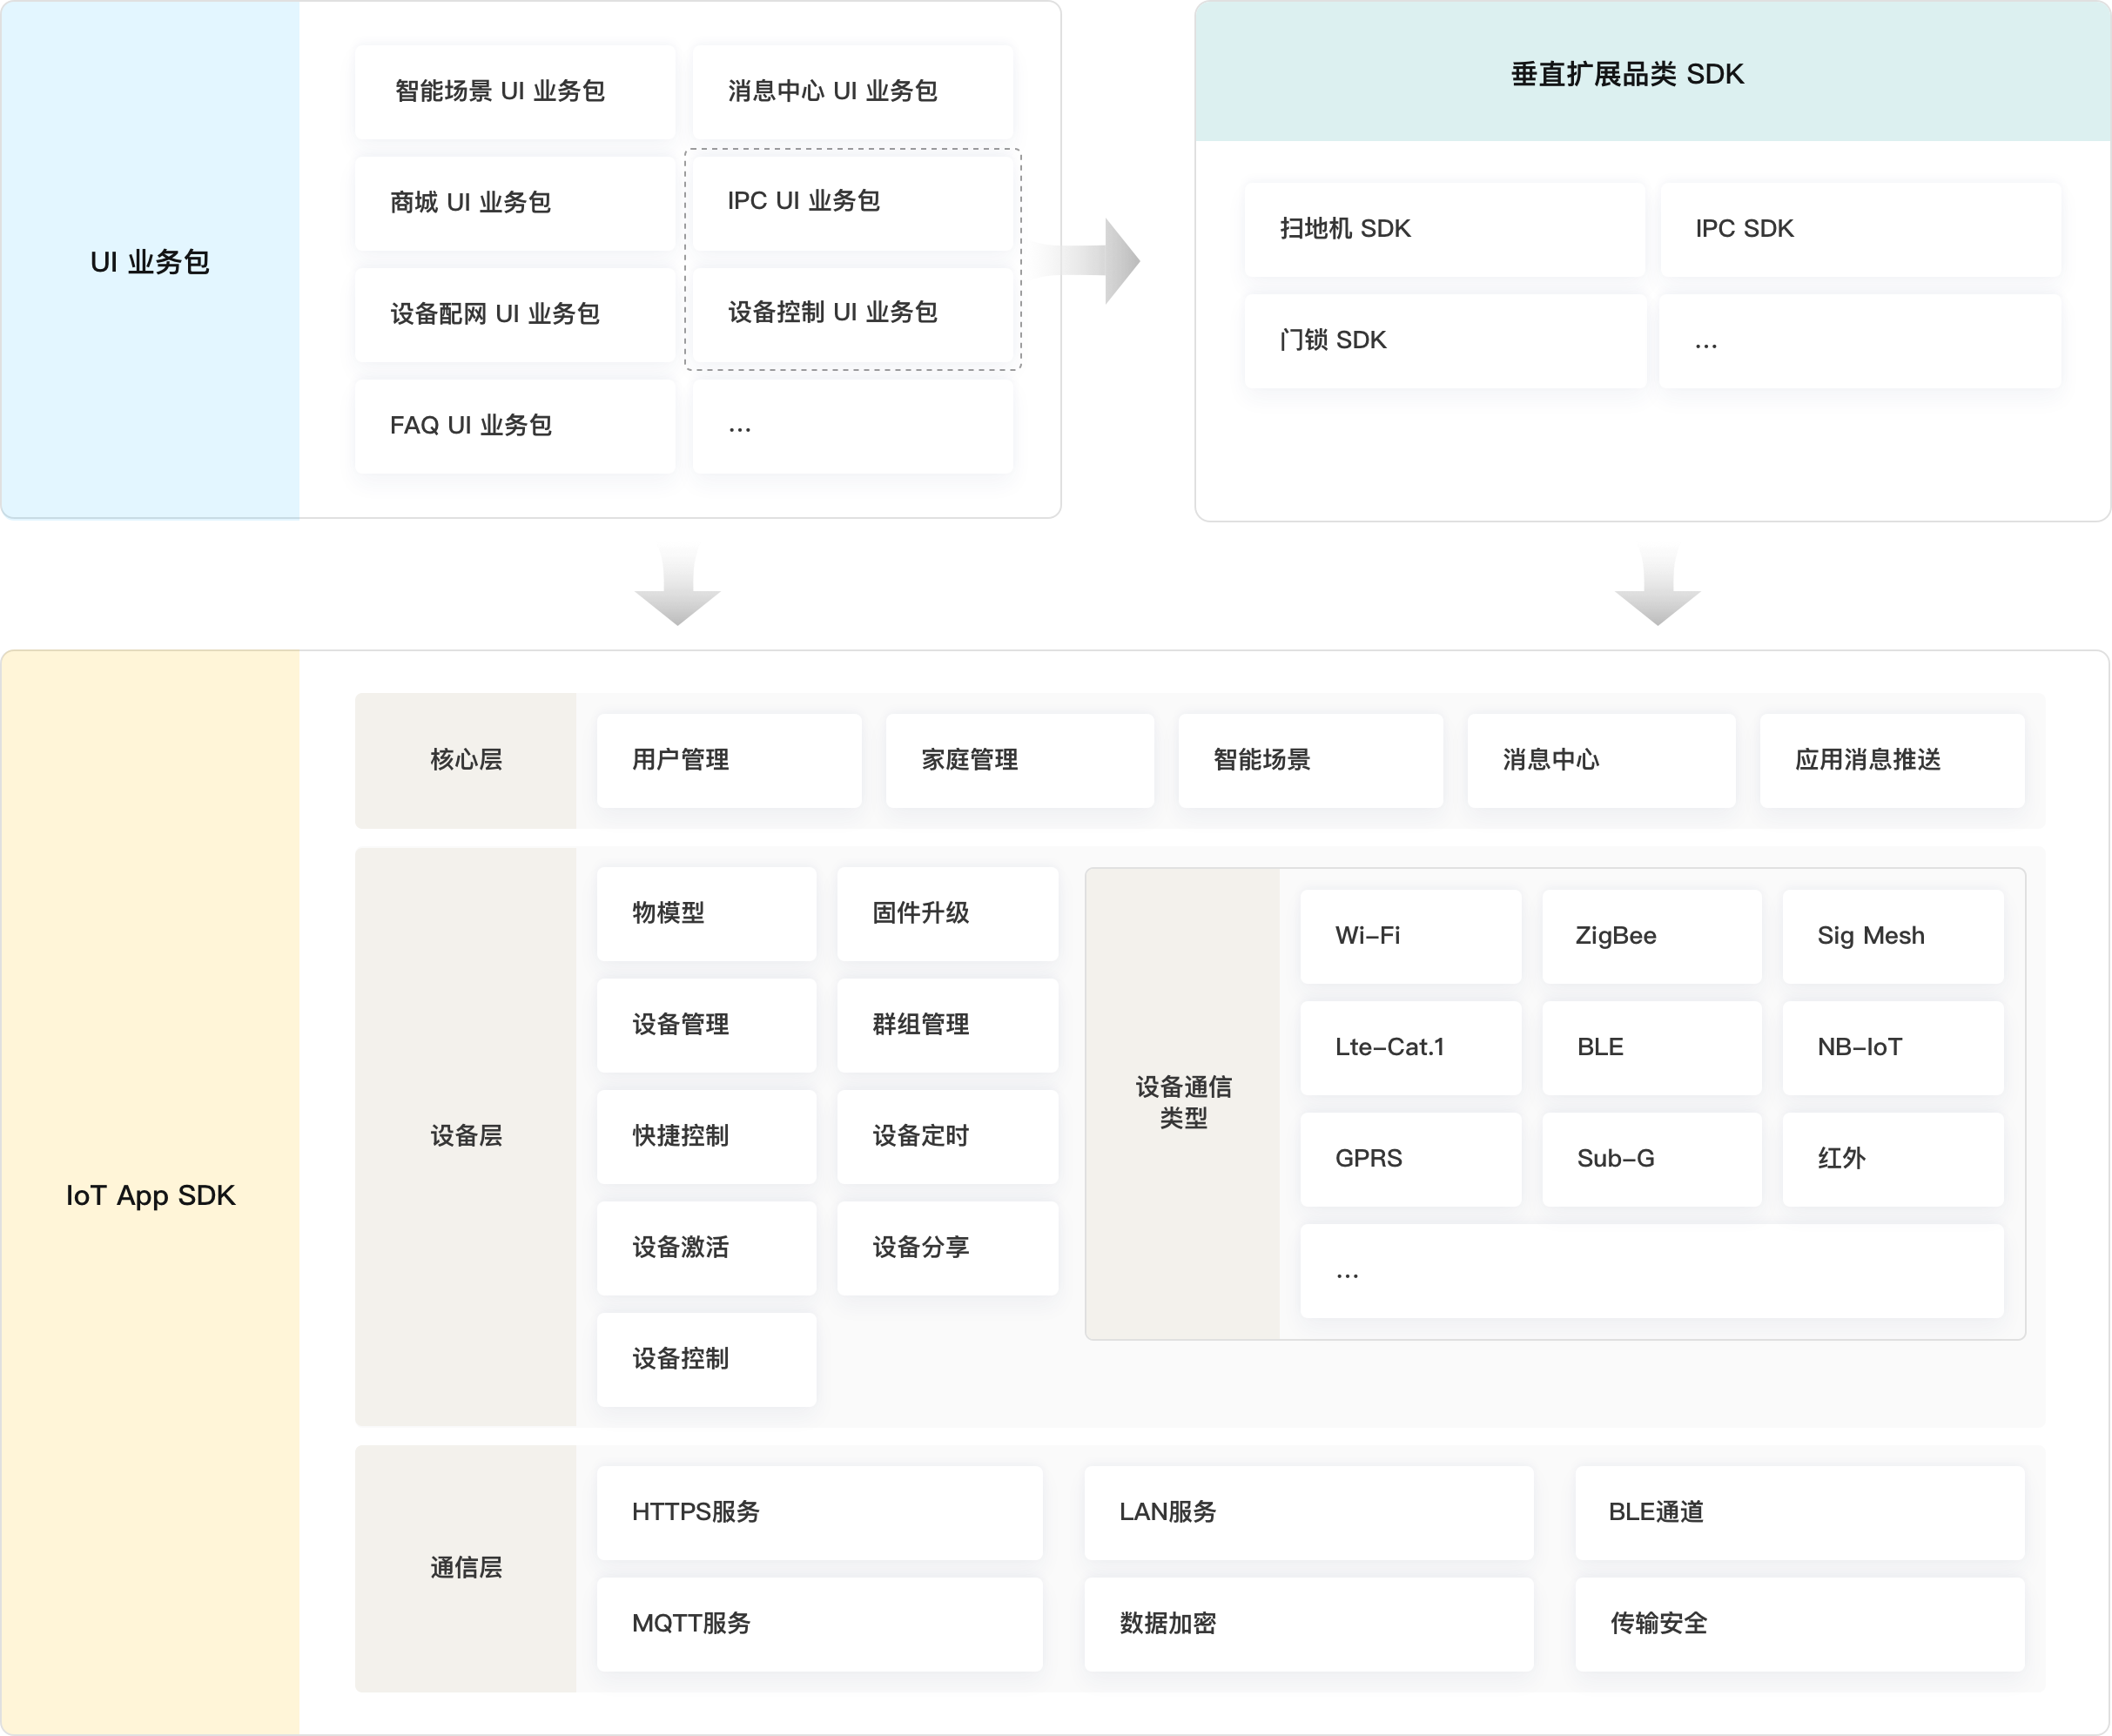 UI 业务包
智能场景 UI 业务包
消息中心 UI 业务包
商城 UI 业务包
IPC UI 业务包
设备配网 UI 业务包
设备控制 UI 业务包
FAQ UI 业务包
...
垂直扩展品类 SDK
扫地机 SDK
IPC SDK
门锁 SDK
...
IoT App SDK
核心层
用户管理
家庭管理
智能场景
消息中心
应用消息推送
设备层
物模型
固件升级
设备管理
群组管理
快捷控制
设备定时
设备激活
设备分享
设备控制
设备通信
类型
Wi-Fi
ZigBee
Sig Mesh
Lte-Cat.1
BLE
NB-IoT
GPRS
Sub-G
红外
...
通信层
HTTPS服务
LAN服务
BLE通道
MQTT服务
数据加密
传输安全